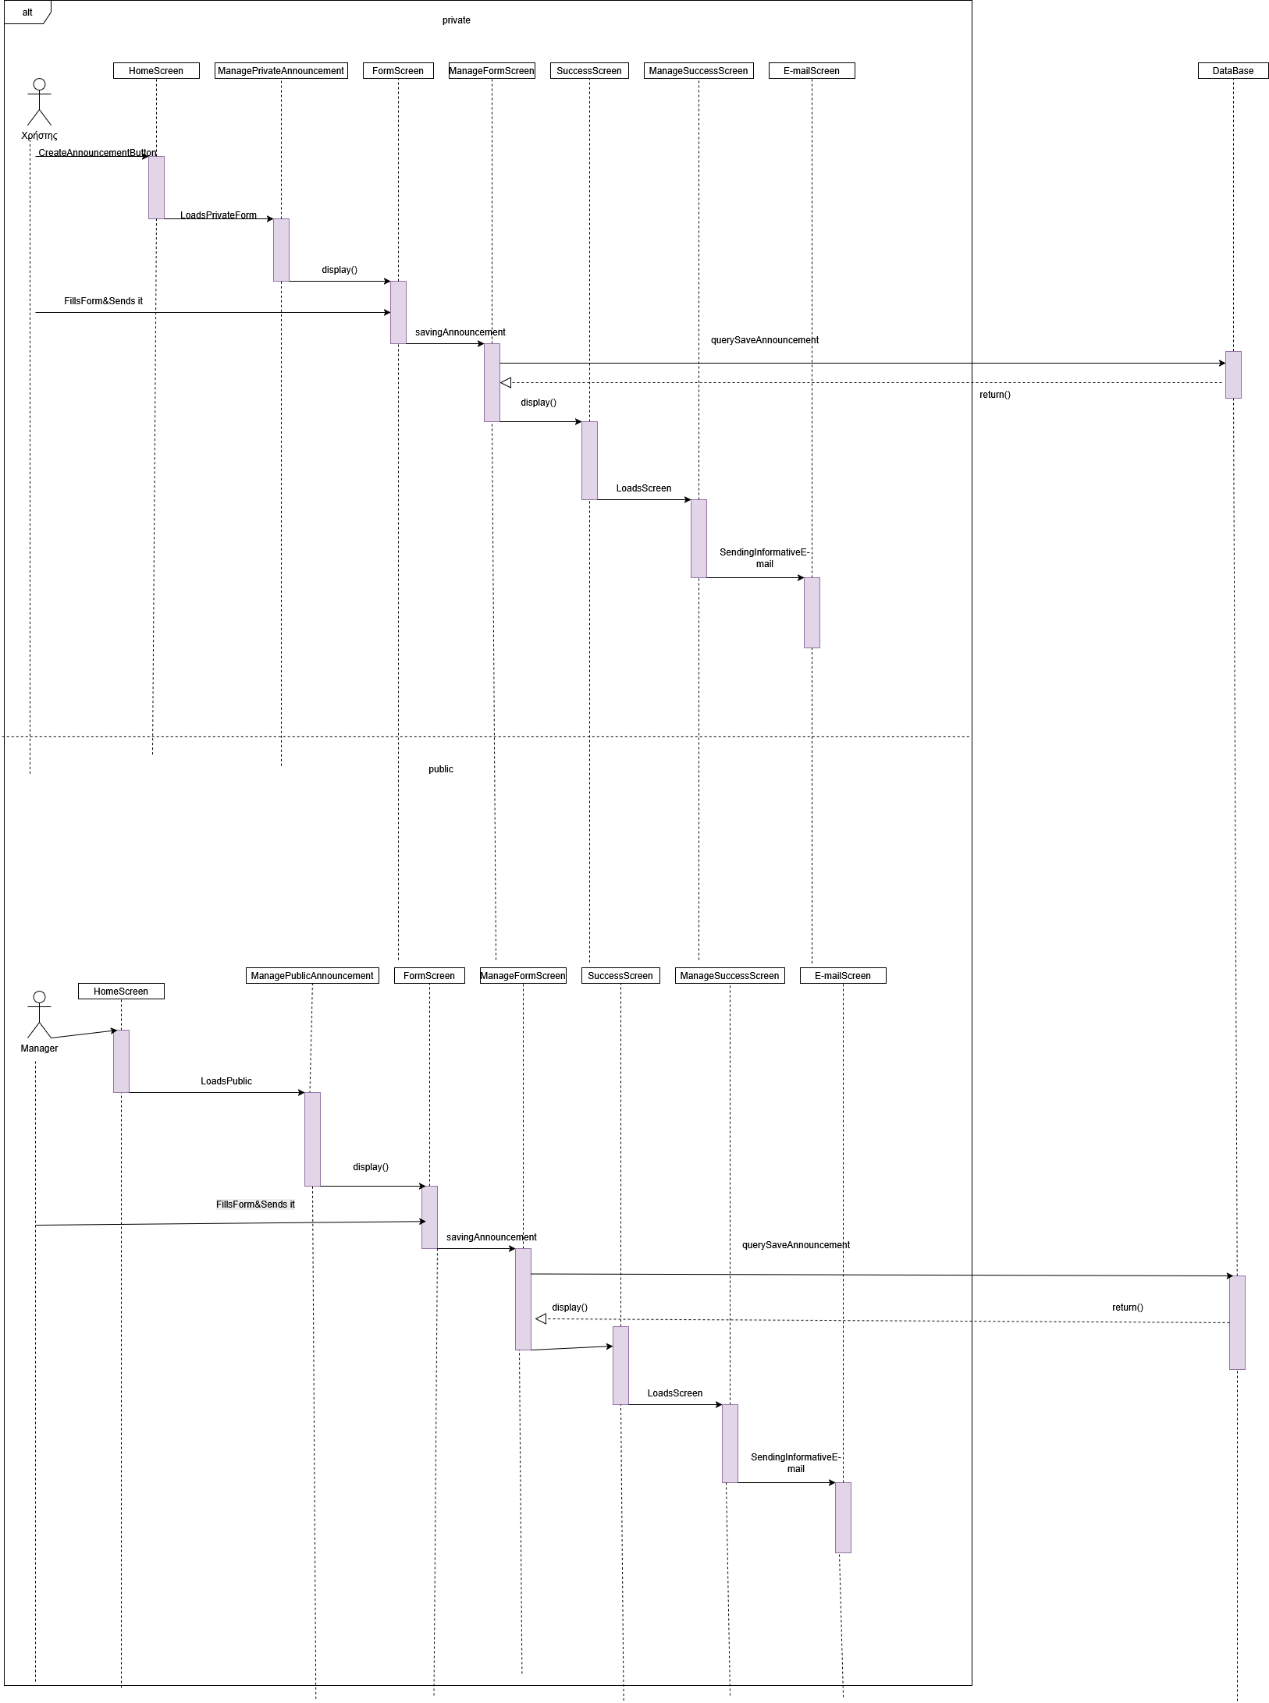 alt
private
HomeScreen
ManagePrivateAnnouncement
FormScreen
ManageFormScreen
SuccessScreen
ManageSuccessScreen
E-mailScreen
DataBase
Χρήστης
CreateAnnouncementButton
LoadsPrivateForm
display()
FillsForm&Sends it
savingAnnouncement
querySaveAnnouncement
return()
display()
LoadsScreen
SendingInformativeE-
mail
public
ManagePublicAnnouncement
FormScreen
ManageFormScreen
SuccessScreen
ManageSuccessScreen
E-mailScreen
HomeScreen
Manager
LoadsPublic
display()
FillsForm&Sends it
savingAnnouncement
querySaveAnnouncement
display()
return()
LoadsScreen
SendingInformativeE-
mail